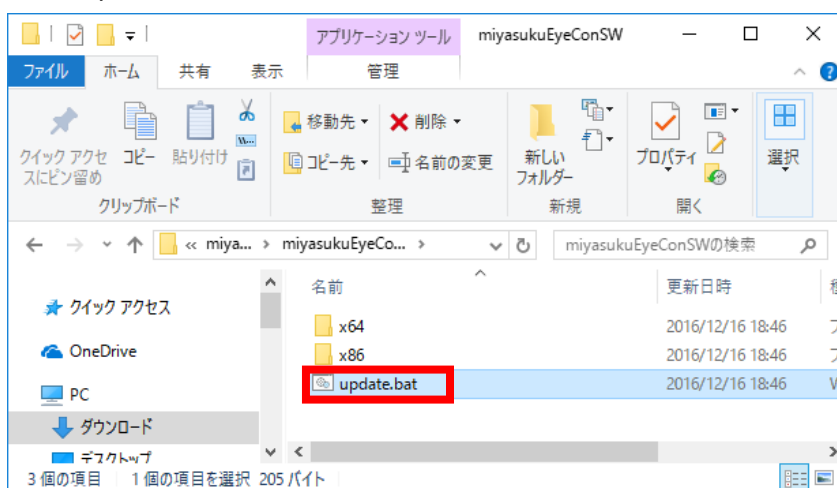 アプリケーション ツール miyasukuEyeConSW
ファイル ホーム 共有 表示 管理
クイック アクセスにピン留め
コピー
貼り付け
移動先
コピー先
削除
名前の変更
新しいフォルダー
プロパティ
選択
クリップボード 整理 新規 開く
« miya... › miyasukuEyeCo... › miyasukuEyeConSWの検索
名前 更新日時
クイック アクセス
OneDrive
PC
ダウンロード
デスクトップ
x64 2016/12/16 18:46
x86 2016/12/16 18:46
update.bat 2016/12/16 18:46
3 個の項目 1 個の項目を選択 205 バイト